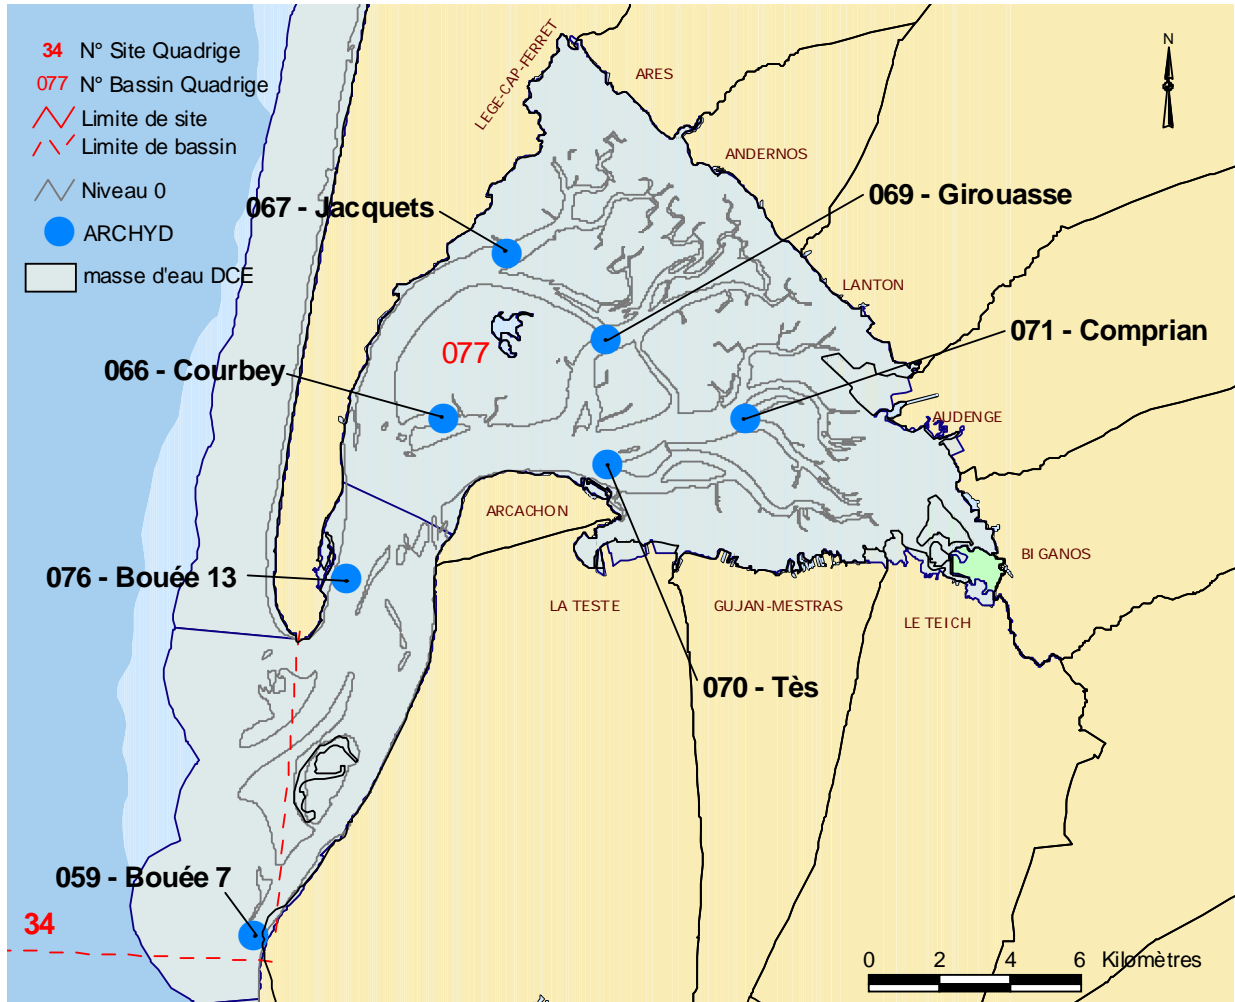 34 N° Site Quadrige
077 N° Bassin Quadrige
Limite de site
Limite de bassin
Niveau 0
ARCHYD
masse d'eau DCE
N
LEGE-CAP-FERRET
ARES
ANDERNOS
067 - Jacquets
069 - Girouasse
LANTON
071 - Comprian
077
066 - Courbey
AUDENGE
ARCACHON
BIGANOS
076 - Bouée 13
LA TESTE
GUJAN-MESTRAS
LE TEICH
070 - Tès
059 - Bouée 7
34
0 2 4 6 Kilomètres